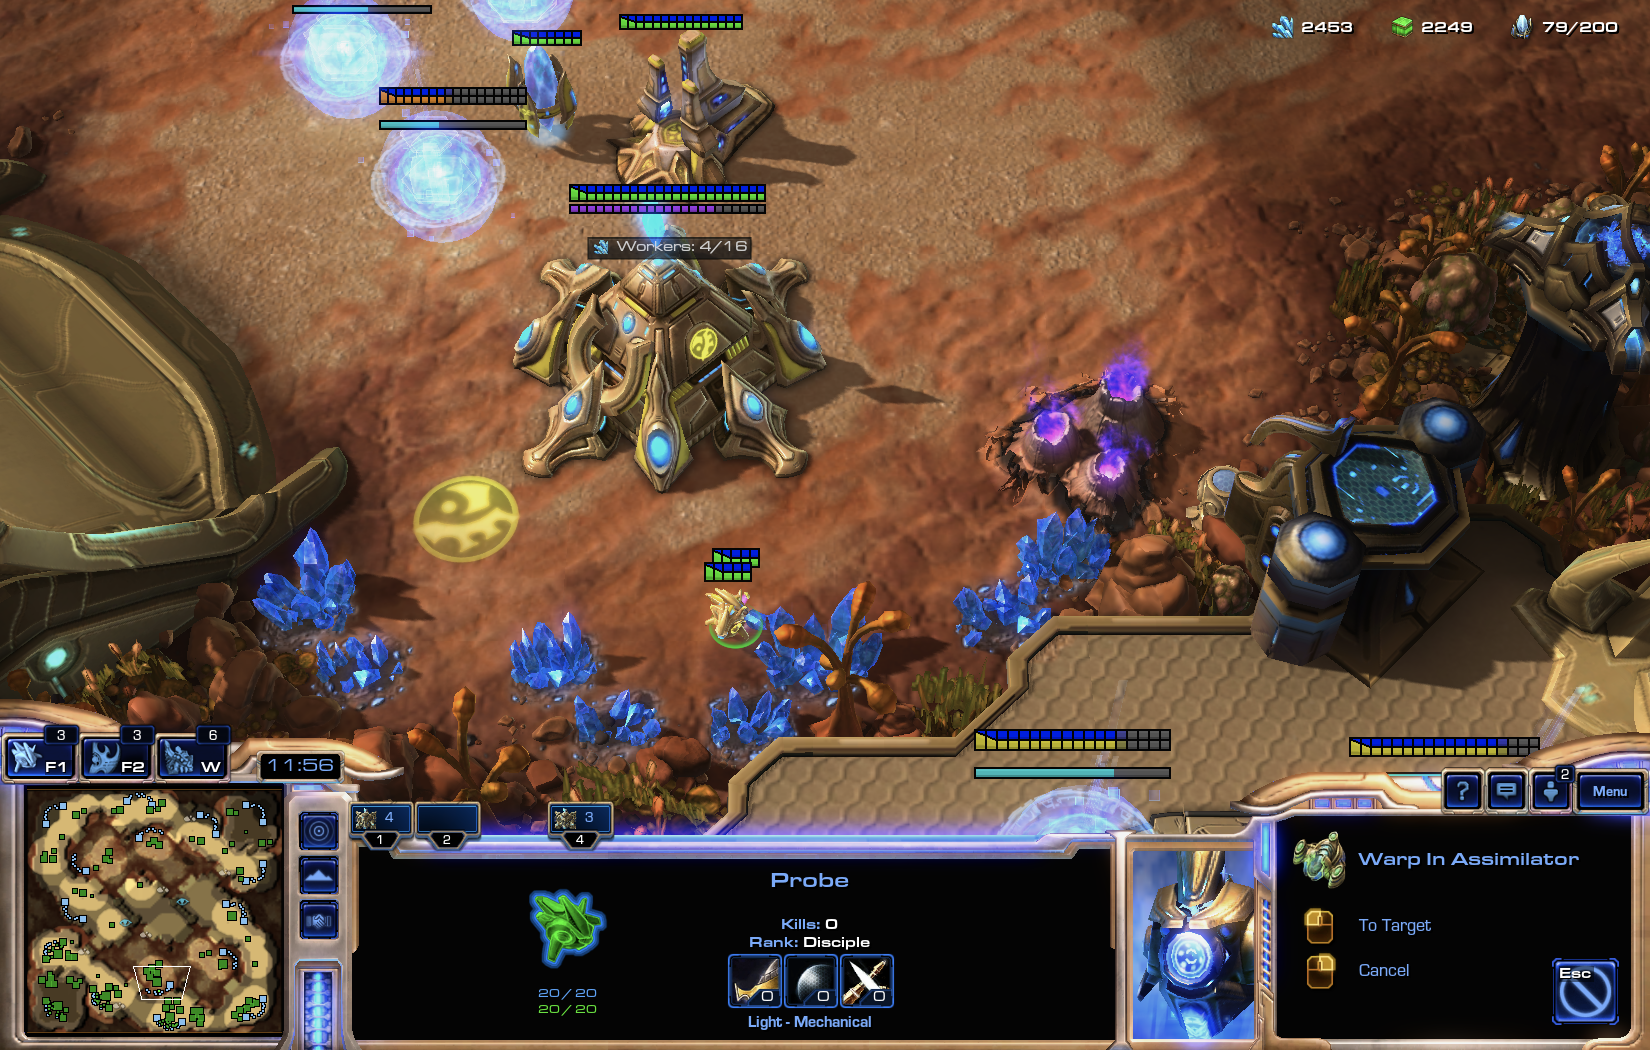 2453 2249 79/200
Workers: 4/16
3 3 6
F1 F2 W
11:56
4 3
1 2 4
2
? Menu
Probe
Kills: 0
Rank: Disciple
0 0 0
20/20
20/20
Light - Mechanical
Warp In Assimilator
To Target
Cancel
Esc